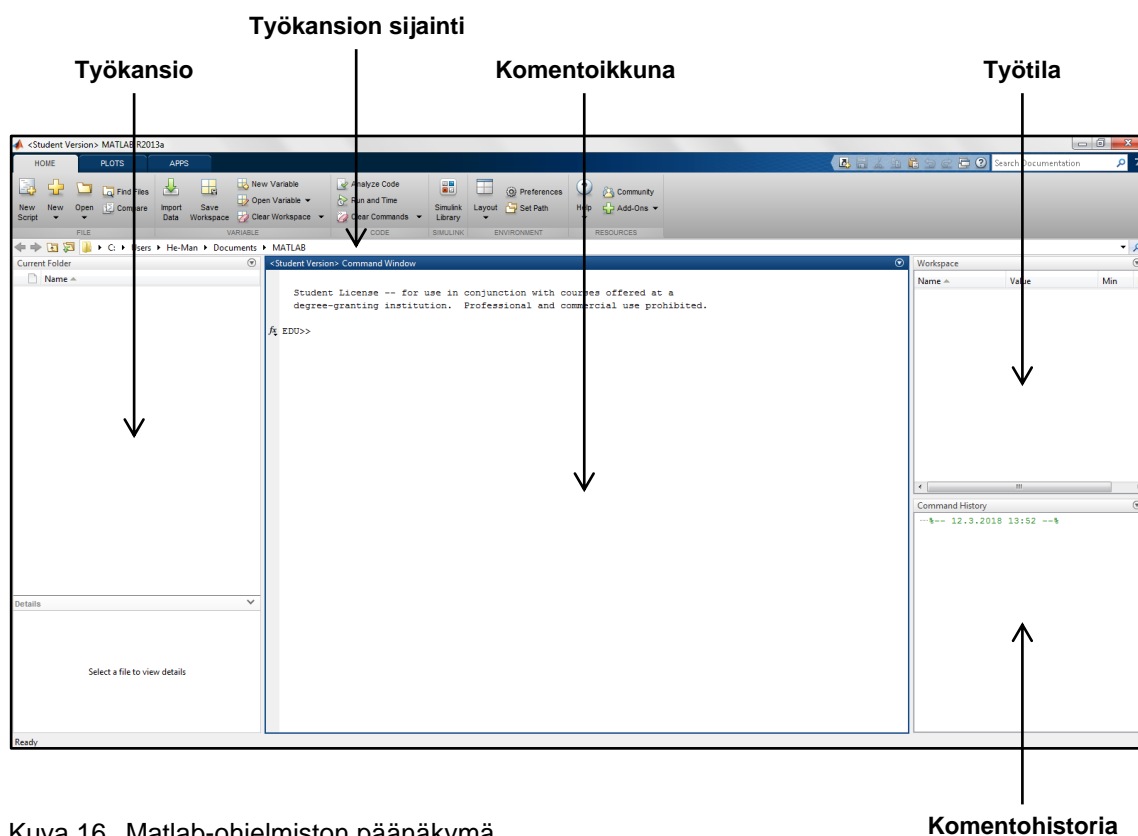 Työkansion sijainti
Työkansio Komentoikkuna Työtila
<Student Version> MATLAB R2013a
HOME PLOTS APPS Search Documentation
New Script New Open Find Files Compare Import Data Save Workspace New Variable Open Variable Clear Workspace Analyze Code Run and Time Clear Commands Simulink Library Layout Preferences Set Path Help Community Add-Ons
FILE VARIABLE CODE SIMULINK ENVIRONMENT RESOURCES
C: Users He-Man Documents MATLAB
Current Folder <Student Version> Command Window Workspace
Name Name Value Min
Student License -- for use in conjunction with courses offered at a
degree-granting institution. Professional and commercial use prohibited.
fx EDU>>
Command History
%-- 12.3.2018 13:52 --%
Details
Select a file to view details
Ready
Komentohistoria
Kuva 16. Matlab-ohjelmiston päänäkymä